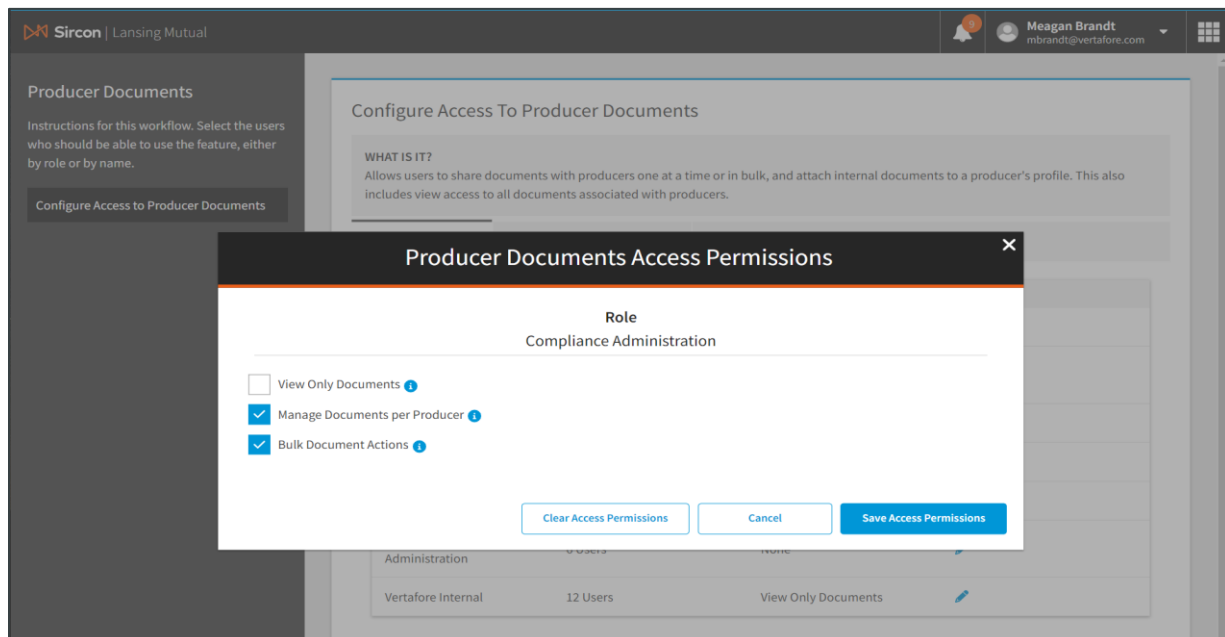 Sircon | Lansing Mutual
9
Meagan Brandt
mbrandt@vertafore.com
Producer Documents
Instructions for this workflow. Select the users
who should be able to use the feature, either
by role or by name.
Configure Access to Producer Documents
Configure Access To Producer Documents
WHAT IS IT?
Allows users to share documents with producers one at a time or in bulk, and attach internal documents to a producer's profile. This also
includes view access to all documents associated with producers.
Producer Documents Access Permissions
Role
Compliance Administration
View Only Documents
Manage Documents per Producer
Bulk Document Actions
Clear Access Permissions
Cancel
Save Access Permissions
Administration
Users
None
Vertafore Internal
12 Users
View Only Documents